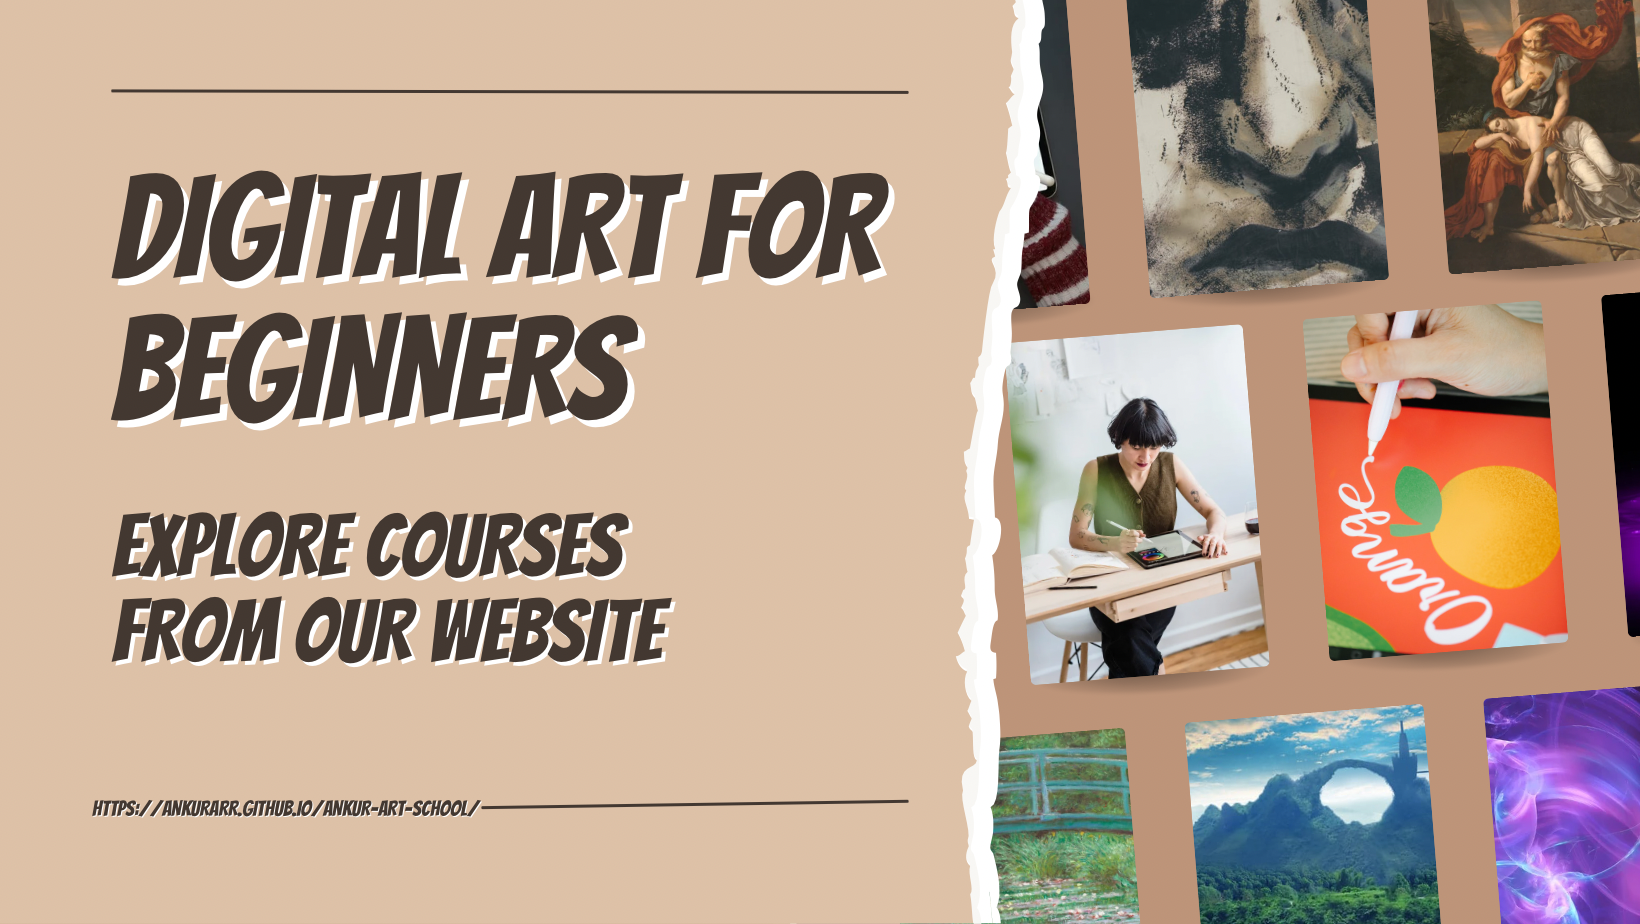 DIGITAL ART FOR
BEGINNERS
EXPLORE COURSES
FROM OUR WEBSITE
HTTPS://ANKURARR.GITHUB.IO/ANKUR-ART-SCHOOL/
Orange